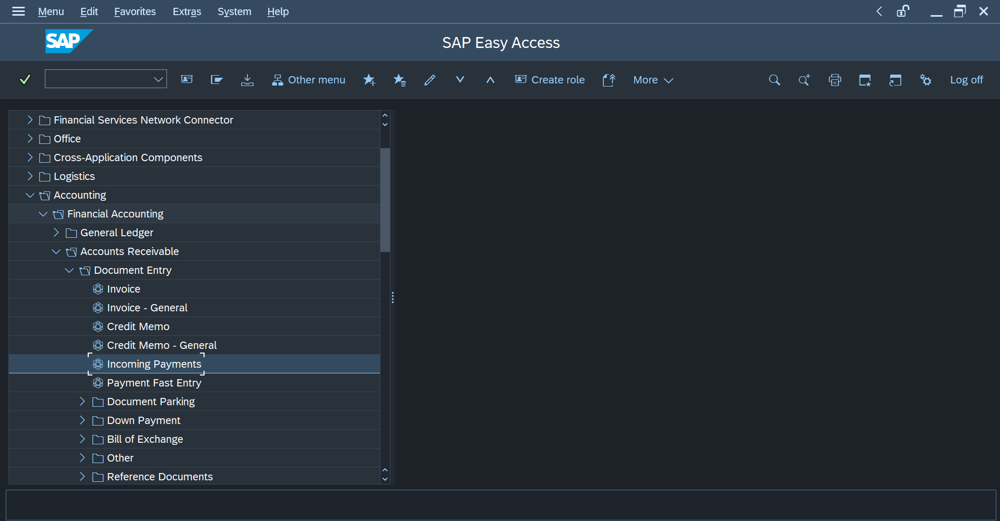 Menu Edit Favorites Extras System Help
SAP SAP Easy Access
Other menu Create role More Log off
Financial Services Network Connector
Office
Cross-Application Components
Logistics
Accounting
Financial Accounting
General Ledger
Accounts Receivable
Document Entry
Invoice
Invoice - General
Credit Memo
Credit Memo - General
Incoming Payments
Payment Fast Entry
Document Parking
Down Payment
Bill of Exchange
Other
Reference Documents